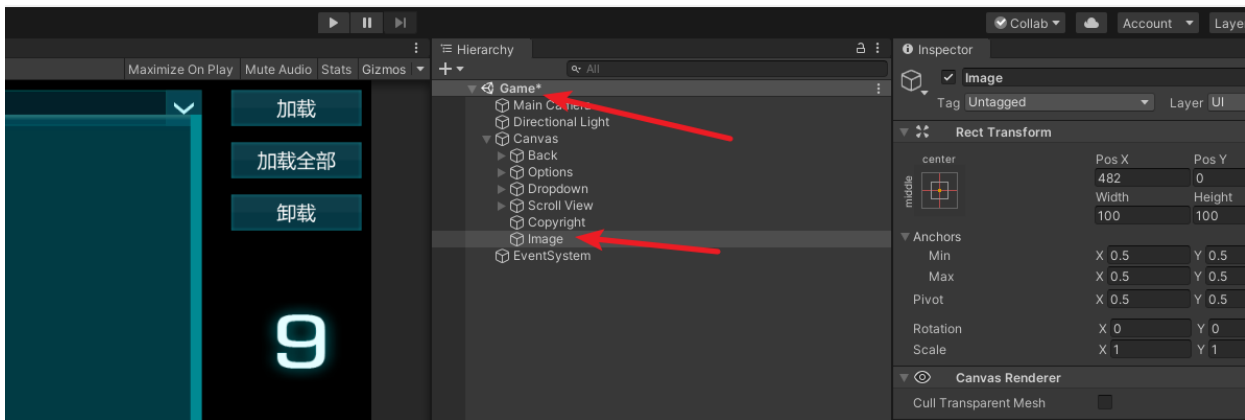 Collab
Account
Laye
Hierarchy
Inspector
Maximize On Play Mute Audio Stats Gizmos
All
Image
Game*
Tag Untagged Layer UI
加载
Main Camera
Directional Light
Canvas
Rect Transform
加载全部
Back
center
Pos X Pos Y
Options
482 0
middle
Dropdown
Width Height
卸载
Scroll View
100 100
Copyright
Image
Anchors
EventSystem
Min X 0.5 Y 0.5
Max X 0.5 Y 0.5
Pivot X 0.5 Y 0.5
9
Rotation X 0 Y 0
Scale X 1 Y 1
Canvas Renderer
Cull Transparent Mesh